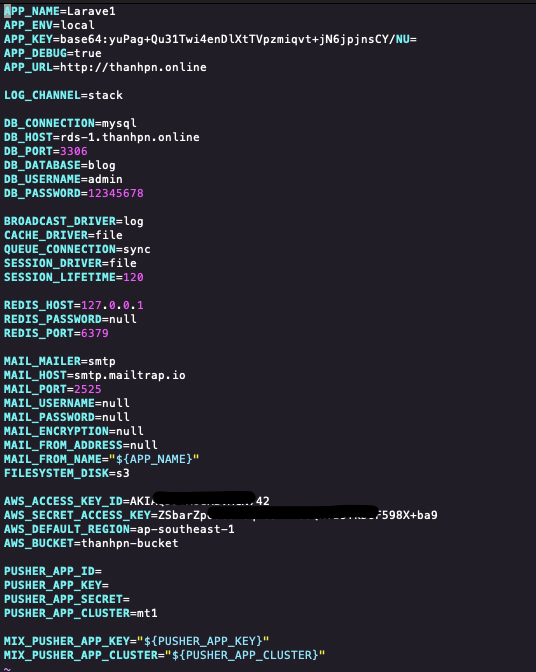 APP_NAME=Laravel
APP_ENV=local
APP_KEY=base64:yuPag+Qu31Twi4enDlXtTVpzmiqvt+jN6jpjnsCY/NU=
APP_DEBUG=true
APP_URL=http://thanhpn.online
LOG_CHANNEL=stack
DB_CONNECTION=mysql
DB_HOST=rds-1.thanhpn.online
DB_PORT=3306
DB_DATABASE=blog
DB_USERNAME=admin
DB_PASSWORD=12345678
BROADCAST_DRIVER=log
CACHE_DRIVER=file
QUEUE_CONNECTION=sync
SESSION_DRIVER=file
SESSION_LIFETIME=120
REDIS_HOST=127.0.0.1
REDIS_PASSWORD=null
REDIS_PORT=6379
MAIL_MAILER=smtp
MAIL_HOST=smtp.mailtrap.io
MAIL_PORT=2525
MAIL_USERNAME=null
MAIL_PASSWORD=null
MAIL_ENCRYPTION=null
MAIL_FROM_ADDRESS=null
MAIL_FROM_NAME="${APP_NAME}"
FILESYSTEM_DISK=s3
AWS_ACCESS_KEY_ID=AKIA 42
AWS_SECRET_ACCESS_KEY=ZSbarZp F598X+ba9
AWS_DEFAULT_REGION=ap-southeast-1
AWS_BUCKET=thanhpn-bucket
PUSHER_APP_ID=
PUSHER_APP_KEY=
PUSHER_APP_SECRET=
PUSHER_APP_CLUSTER=mt1
MIX_PUSHER_APP_KEY="${PUSHER_APP_KEY}"
MIX_PUSHER_APP_CLUSTER="${PUSHER_APP_CLUSTER}"
~